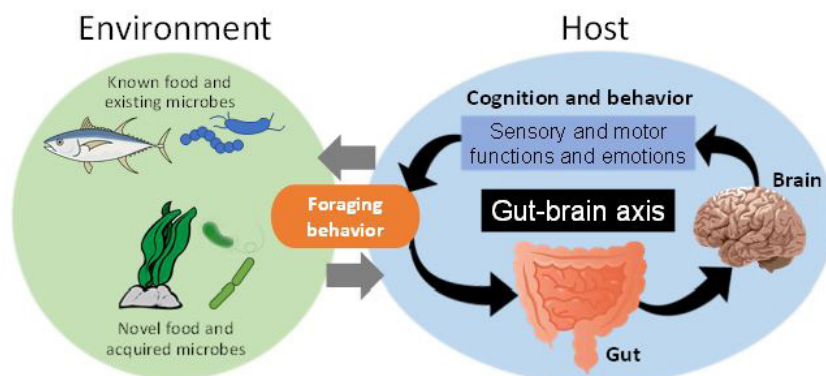 Environment
Host
Known food and
existing microbes
Cognition and behavior
Sensory and motor
functions and emotions
Brain
Foraging
behavior
Gut-brain axis
Novel food and
acquired microbes
Gut